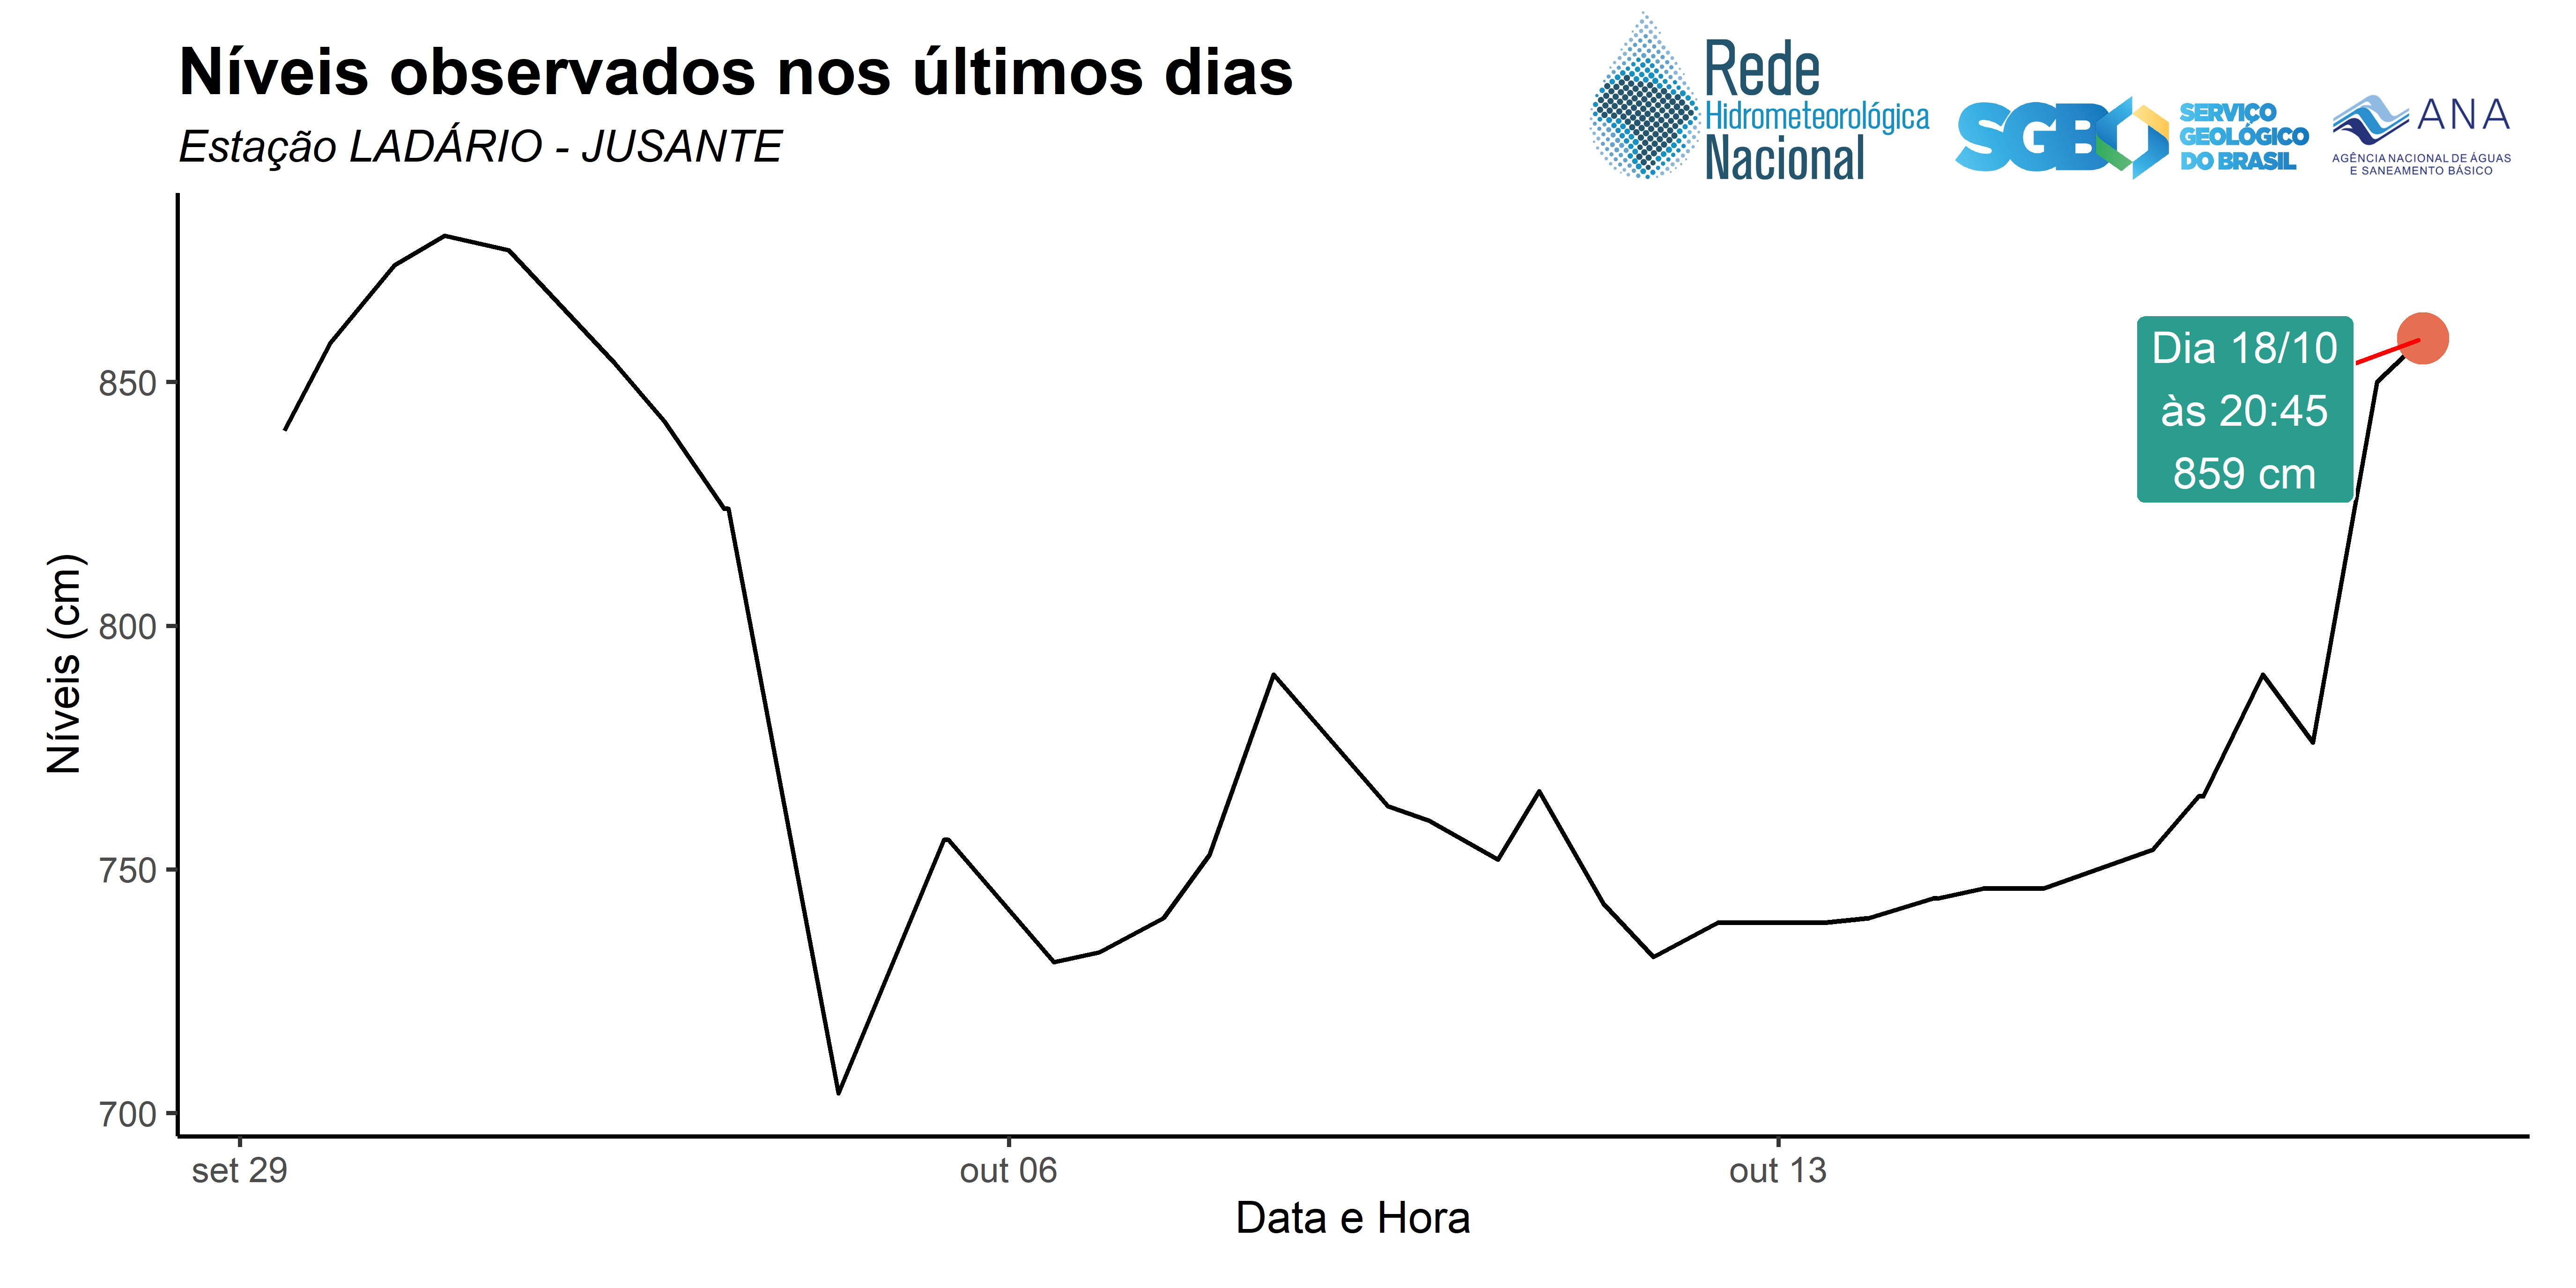 Níveis observados nos últimos dias
Estação LADÁRIO - JUSANTE
Rede
Hidrometeorológica
Nacional
SGB
SERVIÇO
GEOLÓGICO
DO BRASIL
ANA
AGÊNCIA NACIONAL DE ÁGUAS
E SANEAMENTO BÁSICO
Níveis (cm)
850
800
750
700
Dia 18/10
às 20:45
859 cm
set 29
out 06
out 13
Data e Hora